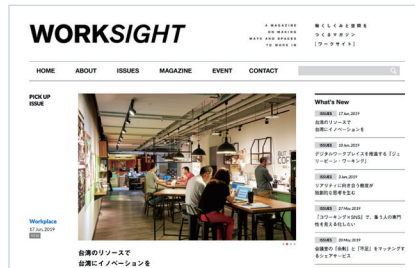 WORKSIGHT
A MAGAZINE
ON MAKING
WAYS AND SPACES
TO WORK IN
働くしくみと空間を
つくるマガジン
[ワークサイト]
HOME
ABOUT
ISSUES
MAGAZINE
EVENT
CONTACT
PICK UP
ISSUE
Workplace
17 Jun. 2019
NEW
台湾のリソースで
台湾にイノベーションを
What's New
ISSUES 17 Jun. 2019
台湾のリソースで
台湾にイノベーションを
ISSUES 10 Jun. 2019
デジタルワークプレイスを推進する「ジェ
リービーン・ワーキング」
ISSUES 3 Jun. 2019
リアリティに向き合う態度が
独創的な思考を生む
ISSUES 27 May. 2019
「コワーキング×SNS」で、集う人の専門
性を見える化したい
ISSUES 20 May. 2019
会議室の「余剰」と「不足」をマッチングす
るシェアサービス